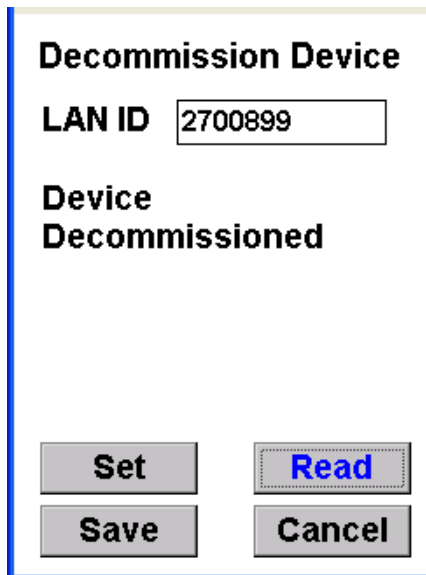 Decommission Device
LAN ID 2700899
Device
Decommissioned
Set Read
Save Cancel